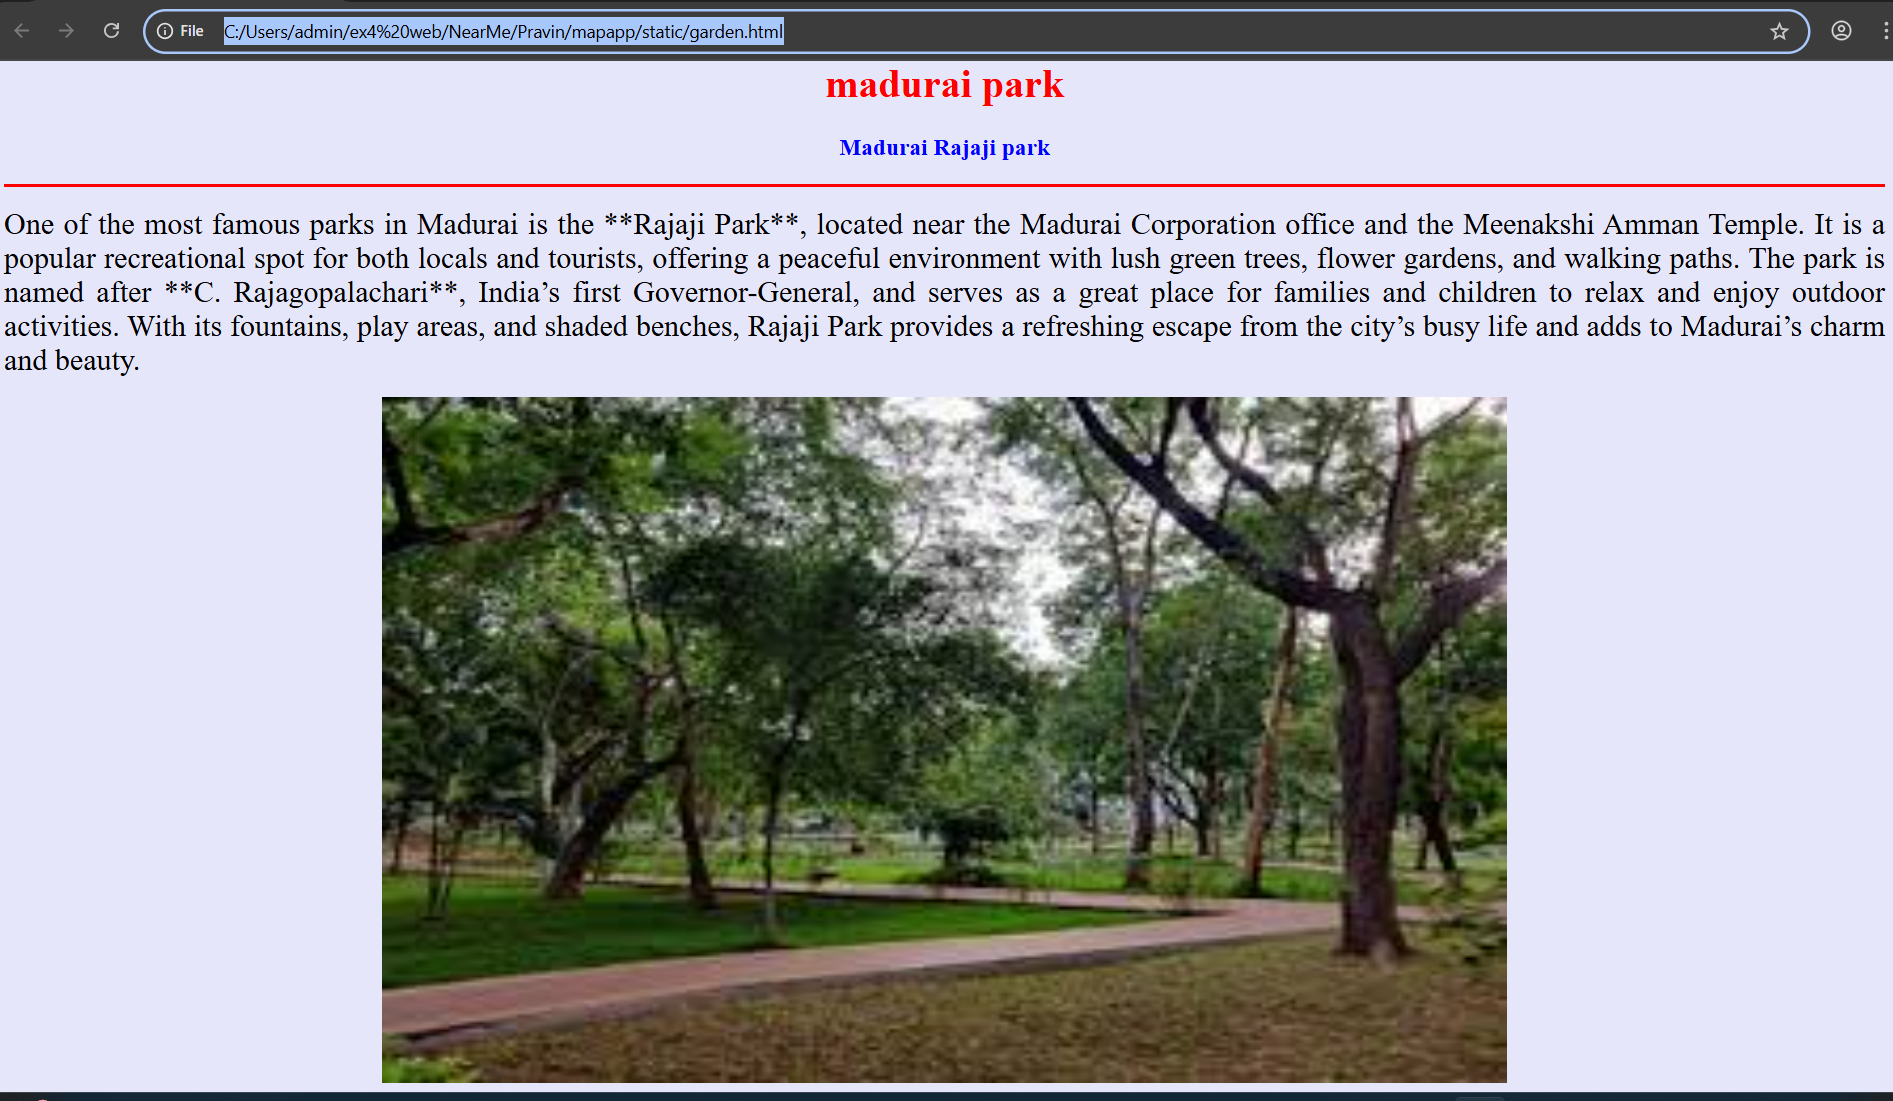 File C:/Users/admin/ex4%20web/NearMe/Pravin/mapapp/static/garden.html
madurai park
Madurai Rajaji park
One of the most famous parks in Madurai is the **Rajaji Park**, located near the Madurai Corporation office and the Meenakshi Amman Temple. It is a
popular recreational spot for both locals and tourists, offering a peaceful environment with lush green trees, flower gardens, and walking paths. The park is
named after **C. Rajagopalachari**, India’s first Governor-General, and serves as a great place for families and children to relax and enjoy outdoor
activities. With its fountains, play areas, and shaded benches, Rajaji Park provides a refreshing escape from the city’s busy life and adds to Madurai’s charm
and beauty.